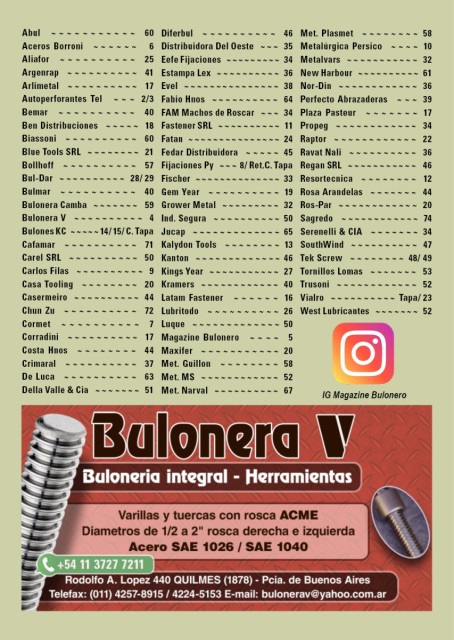 Abul - - - - - - - - - - - - 60
Aceros Borroni - - - - - - 6
Aliafor - - - - - - - - - - - 25
Argenrap - - - - - - - - - 41
Arlimetal - - - - - - - - - - 17
Autoperforantes Tel - - - 2/3
Bemar - - - - - - - - - - - 40
Ben Distribuciones - - - - 18
Biassoni - - - - - - - - - - 60
Blue Tools SRL - - - - - - 21
Bollhoff - - - - - - - - - - 57
Bul-Dar - - - - - - - - 28/29
Bulmar - - - - - - - - - - - 40
Bulonera Camba - - - - - 59
Bulonera V - - - - - - - - 4
Bulones KC - - - - - 14/15/ C. Tapa
Cafamar - - - - - - - - - - 71
Carel SRL - - - - - - - - - 50
Carlos Filas - - - - - - - - 9
Casa Tooling - - - - - - - 20
Casermeiro - - - - - - - - 44
Chun Zu - - - - - - - - - - 72
Cormet - - - - - - - - - - 7
Corradini - - - - - - - - - 17
Costa Hnos - - - - - - - - 44
Crimaral - - - - - - - - - - 37
De Luca - - - - - - - - - - 63
Della Valle & Cia - - - - - 51
Diferbul - - - - - - - - - - 46
Distribuidora Del Oeste - - - 35
Eefe Fijaciones - - - - - - 34
Estampa Lex - - - - - - - 36
Evel - - - - - - - - - - - - 38
Fabio Hnos - - - - - - - - 64
FAM Machos de Roscar - - - 34
Fastener SRL - - - - - - - 11
Fatan - - - - - - - - - - - 24
Fedar Distribuidora - - - - 45
Fijaciones Py - - - 8/ Ret.C. Tapa
Fischer - - - - - - - - - - 33
Gem Year - - - - - - - - - 19
Grower Metal - - - - - - - 32
Ind. Segura - - - - - - - - 50
Jucap - - - - - - - - - - - 65
Kalydon Tools - - - - - - - 13
Kanton - - - - - - - - - - 46
Kings Year - - - - - - - - 27
Kramers - - - - - - - - - - 40
Latam Fastener - - - - - - 16
Lubritodo - - - - - - - - - 26
Luque - - - - - - - - - - - 50
Magazine Bulonero - - - - 5
Maxifer - - - - - - - - - - 20
Met. Guillon - - - - - - - - 58
Met. MS - - - - - - - - - - 52
Met. Narval - - - - - - - - 67
Met. Plasmet - - - - - - - 58
Metalúrgica Persico - - - - 10
Metalvars - - - - - - - - - 32
New Harbour - - - - - - - 61
Nor-Din - - - - - - - - - - 36
Perfecto Abrazaderas - - - 39
Plaza Pasteur - - - - - - - 17
Propeg - - - - - - - - - - 34
Raptor - - - - - - - - - - 22
Ravat Nali - - - - - - - - - 36
Regan SRL - - - - - - - - 46
Resortecnica - - - - - - - 12
Rosa Arandelas - - - - - - 44
Ros-Par - - - - - - - - - - 20
Sagredo - - - - - - - - - - 74
Serenelli & CIA - - - - - - 34
SouthWind - - - - - - - - 47
Tek Screw - - - - - - - 48/49
Tornillos Lomas - - - - - - 53
Trusoni - - - - - - - - - - 52
Vialro - - - - - - - - Tapa/23
West Lubricantes - - - - - 52
IG Magazine Bulonero
Bulonera V
Buloneria integral - Herramientas
Varillas y tuercas con rosca ACME
Diametros de 1/2 a 2" rosca derecha e izquierda
Acero SAE 1026 / SAE 1040
+54 11 3727 7211
Rodolfo A. Lopez 440 QUILMES (1878) - Pcia. de Buenos Aires
Telefax: (011) 4257-8915 / 4224-5153 E-mail: bulonerav@yahoo.com.ar